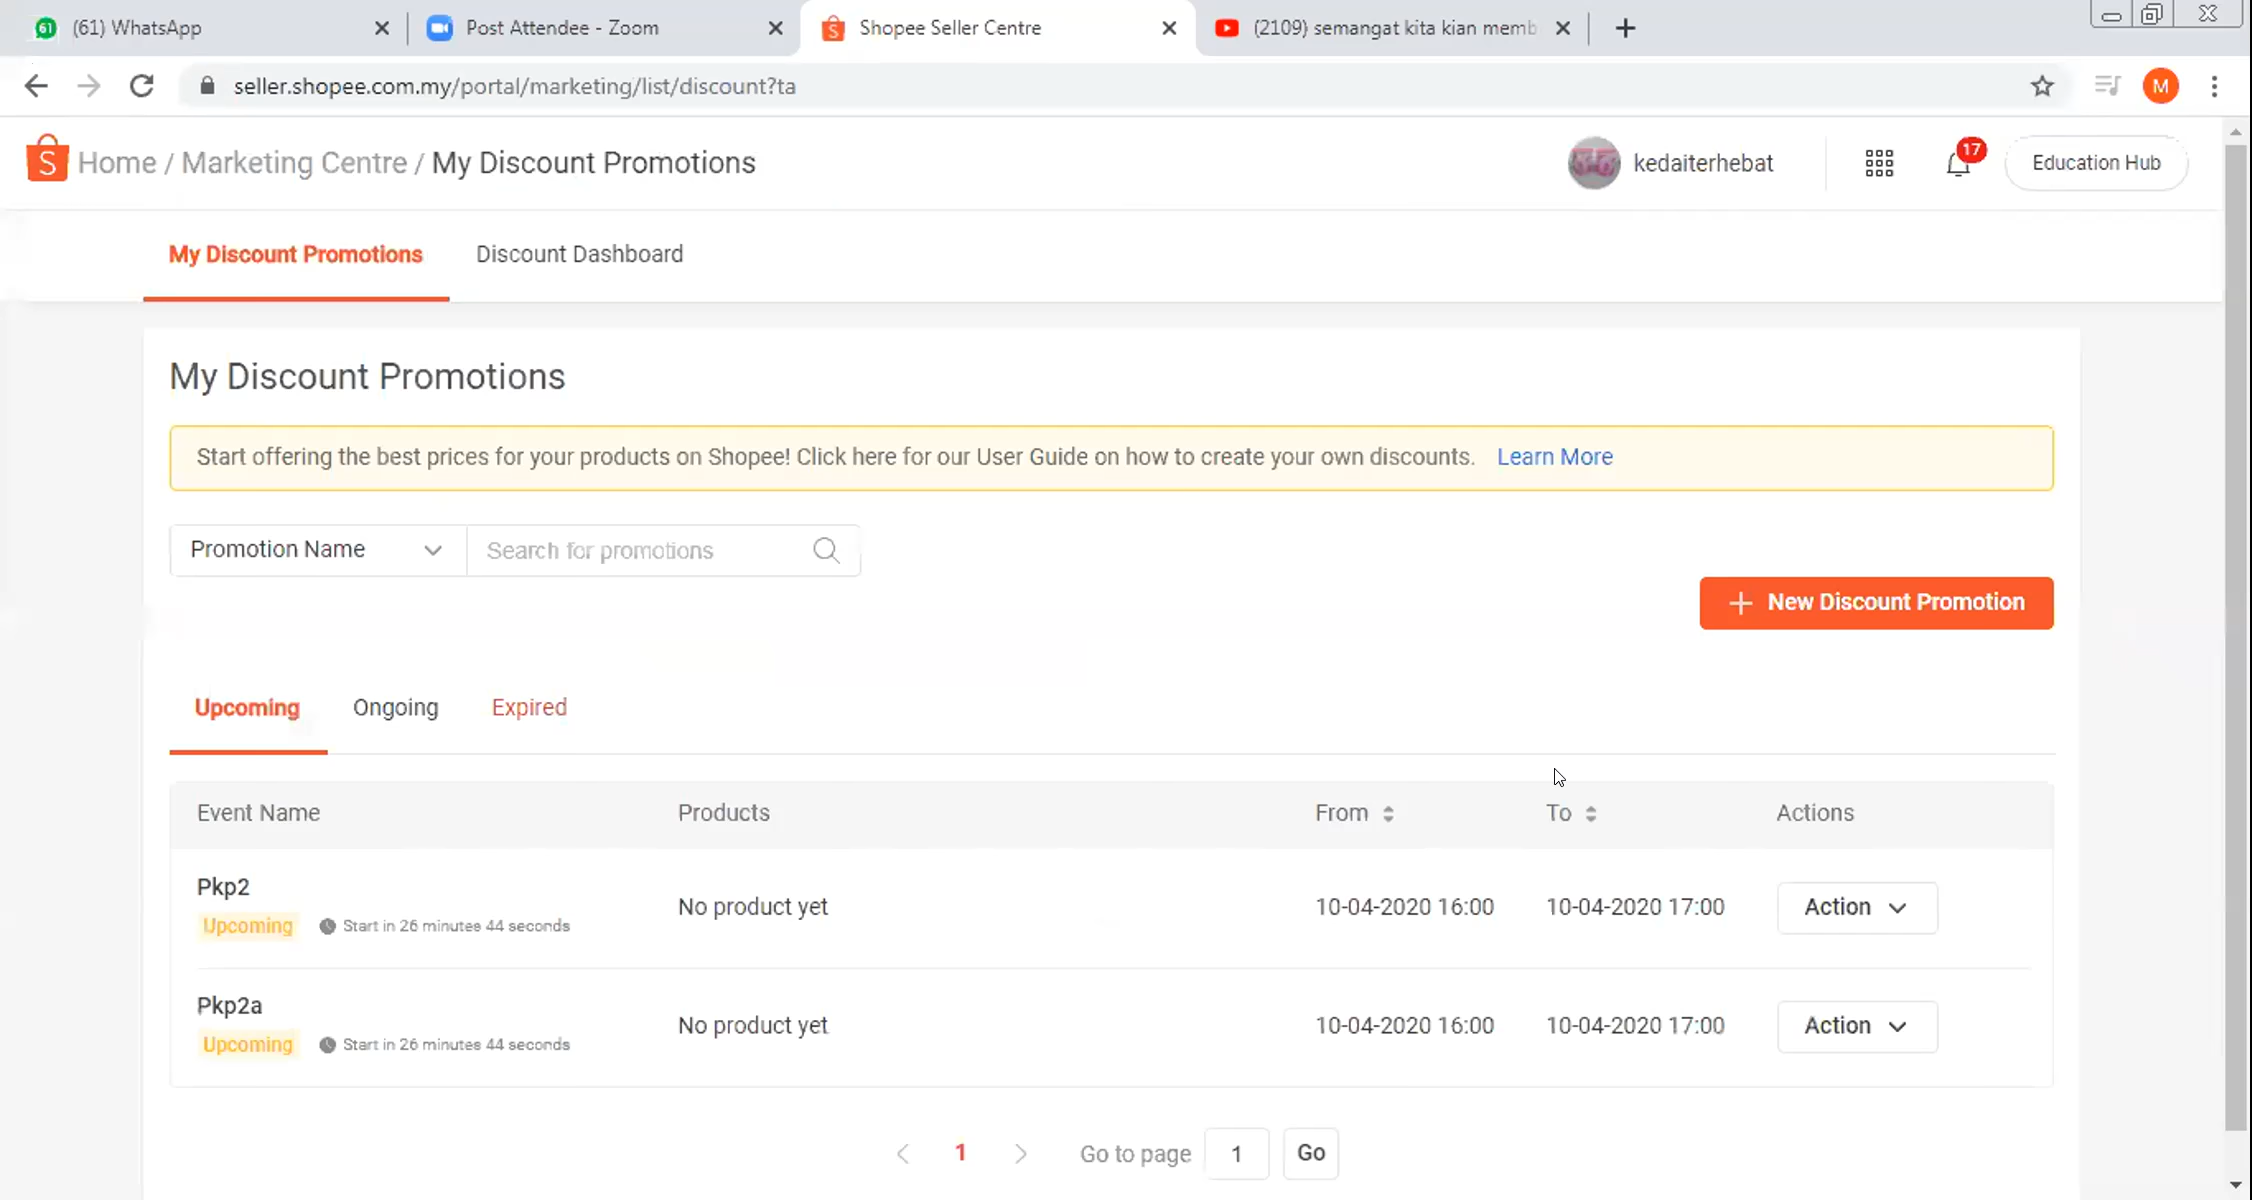 61 (61) WhatsApp
Post Attendee - Zoom
Shopee Seller Centre
(2109) semangat kita kian memb
seller.shopee.com.my/portal/marketing/list/discount?ta
M
Home / Marketing Centre / My Discount Promotions
kedaiterhebat
17
Education Hub
My Discount Promotions
Discount Dashboard
My Discount Promotions
Start offering the best prices for your products on Shopee! Click here for our User Guide on how to create your own discounts. Learn More
Promotion Name
Search for promotions
New Discount Promotion
Upcoming
Ongoing
Expired
Event Name
Products
From
To
Actions
Pkp2
Upcoming
Start in 26 minutes 44 seconds
No product yet
10-04-2020 16:00
10-04-2020 17:00
Action
Pkp2a
Upcoming
Start in 26 minutes 44 seconds
No product yet
10-04-2020 16:00
10-04-2020 17:00
Action
1
Go to page
1
Go